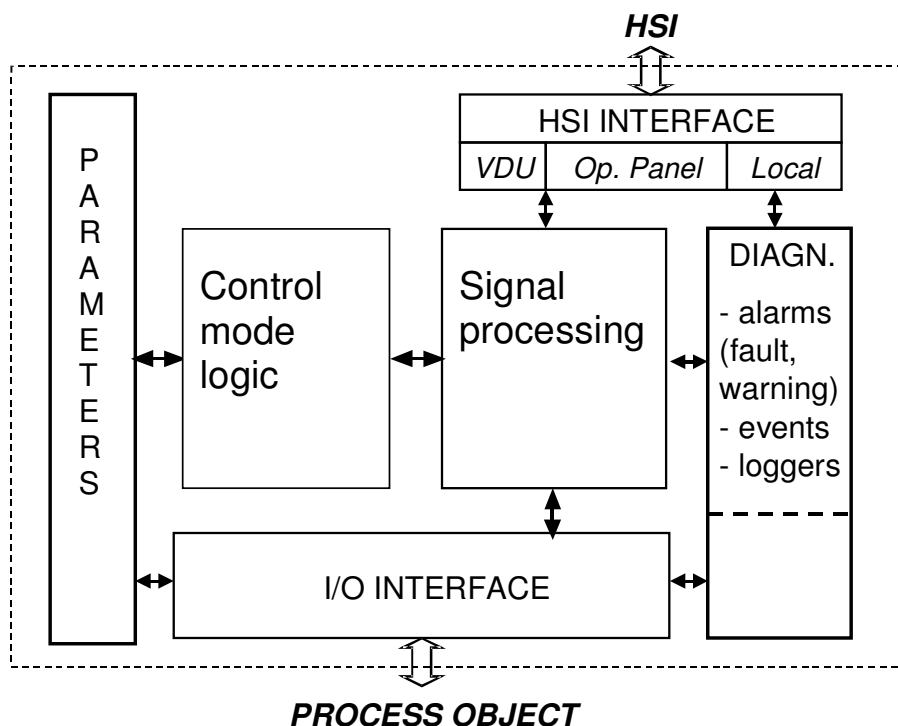 HSI
HSI INTERFACE
VDU Op. Panel Local
P
A
R
A
M
E
T
E
R
S
Control
mode
logic
Signal
processing
DIAGN.
- alarms
(fault,
warning)
- events
- loggers
I/O INTERFACE
PROCESS OBJECT